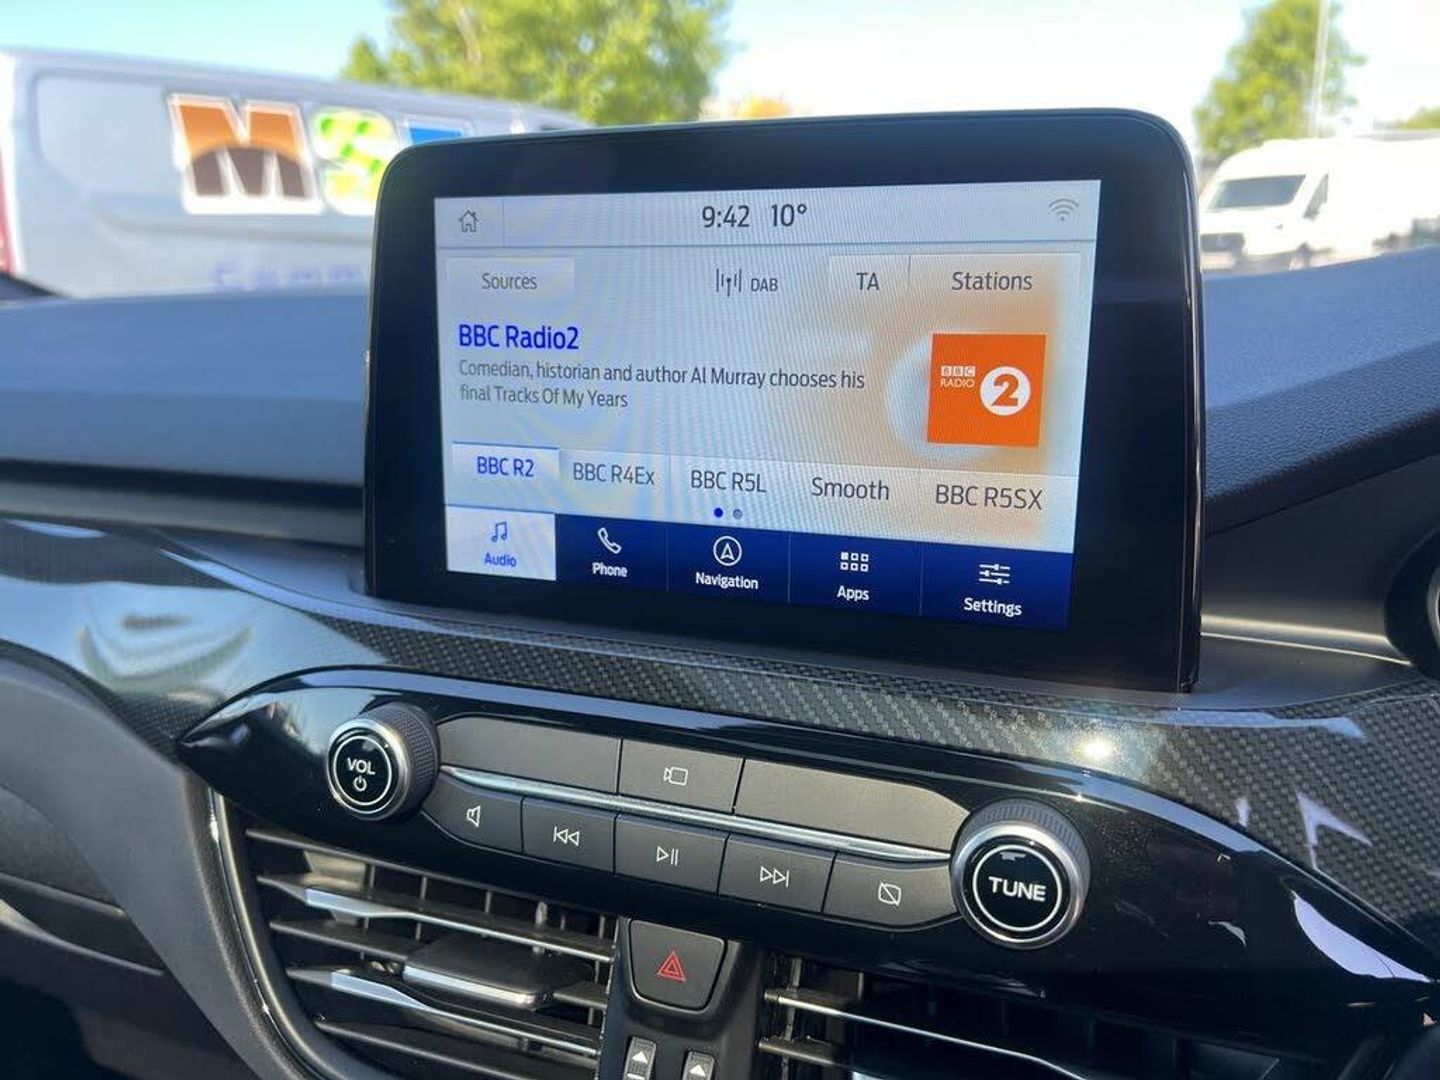 MS
9:42 10°
Sources
DAB
TA
Stations
BBC Radio2
Comedian, historian and author Al Murray chooses his
final Tracks Of My Years
BBC
RADIO
2
BBC R2
BBC R4Ex
BBC R5L
Smooth
BBC R5SX
Audio
Phone
Navigation
Apps
Settings
VOL
TUNE